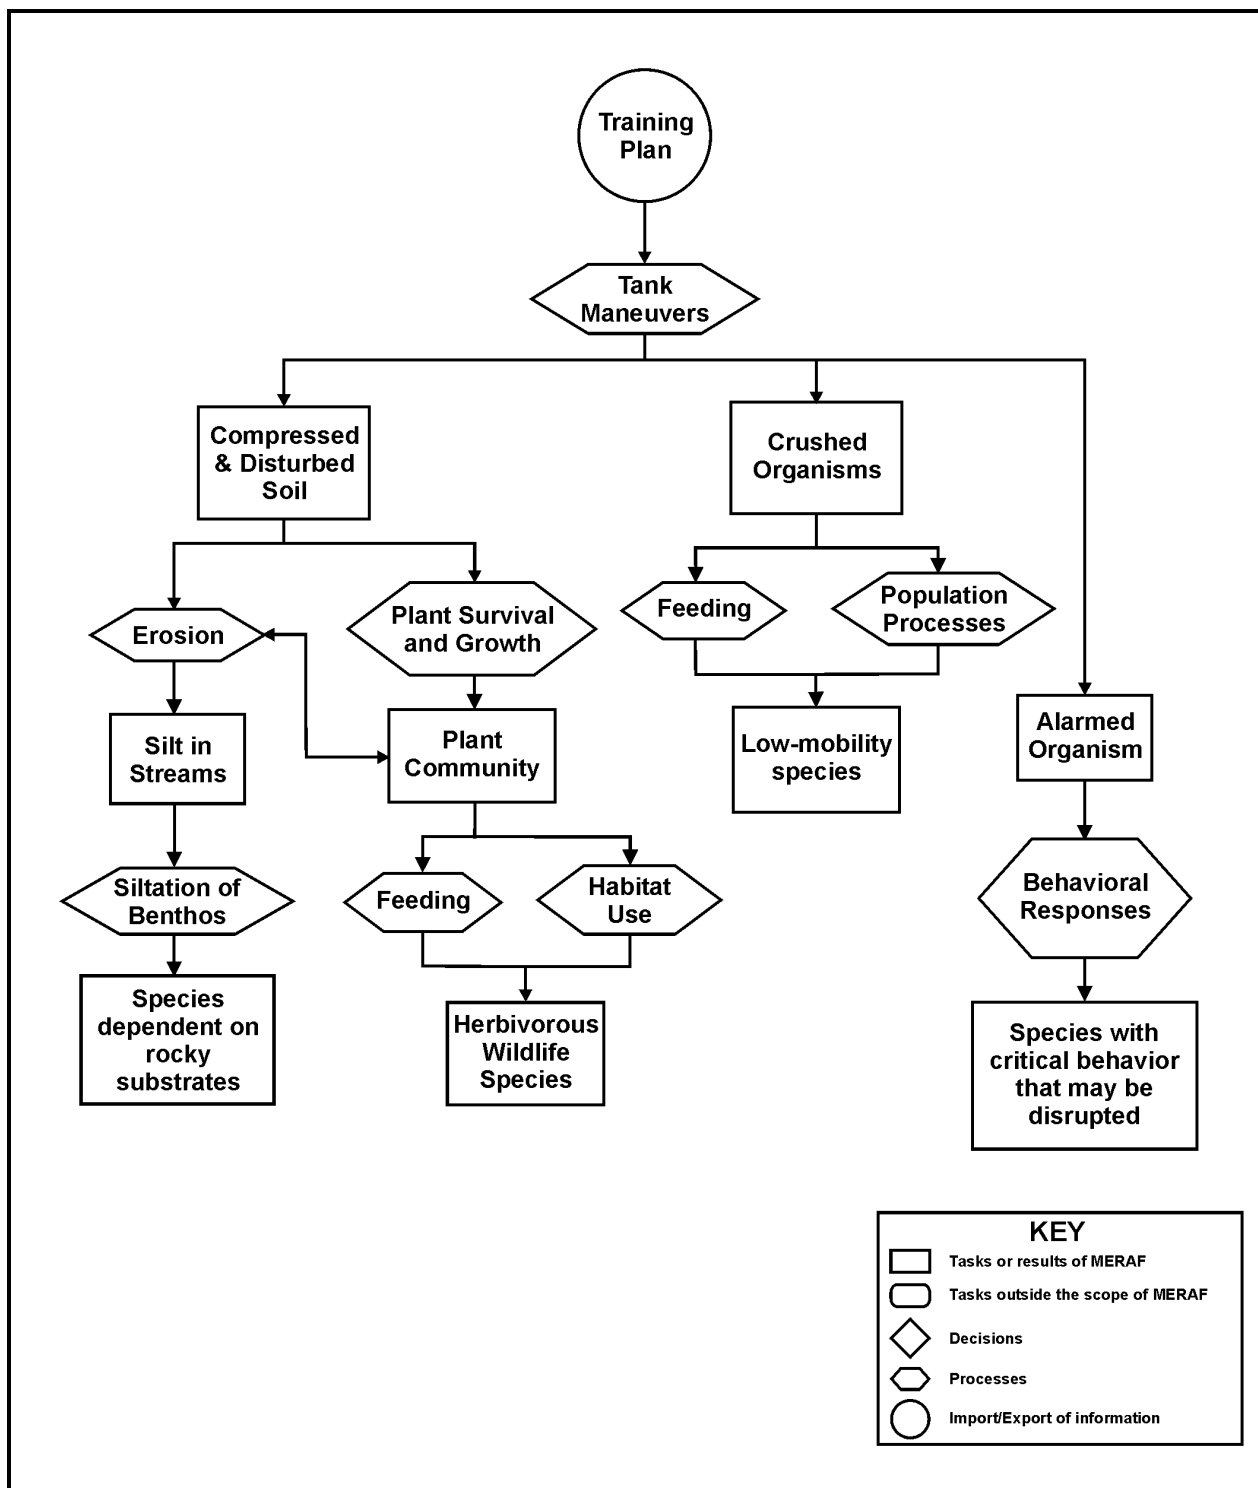 Training
Plan
Tank
Maneuvers
Compressed
& Disturbed
Soil
Crushed
Organisms
Erosion
Plant Survival
and Growth
Feeding
Population
Processes
Silt in
Streams
Plant
Community
Low-mobility
species
Alarmed
Organism
Siltation of
Benthos
Feeding
Habitat
Use
Behavioral
Responses
Species
dependent on
rocky
substrates
Herbivorous
Wildlife
Species
Species with
critical behavior
that may be
disrupted
KEY
Tasks or results of MERAF
Tasks outside the scope of MERAF
Decisions
Processes
Import/Export of information